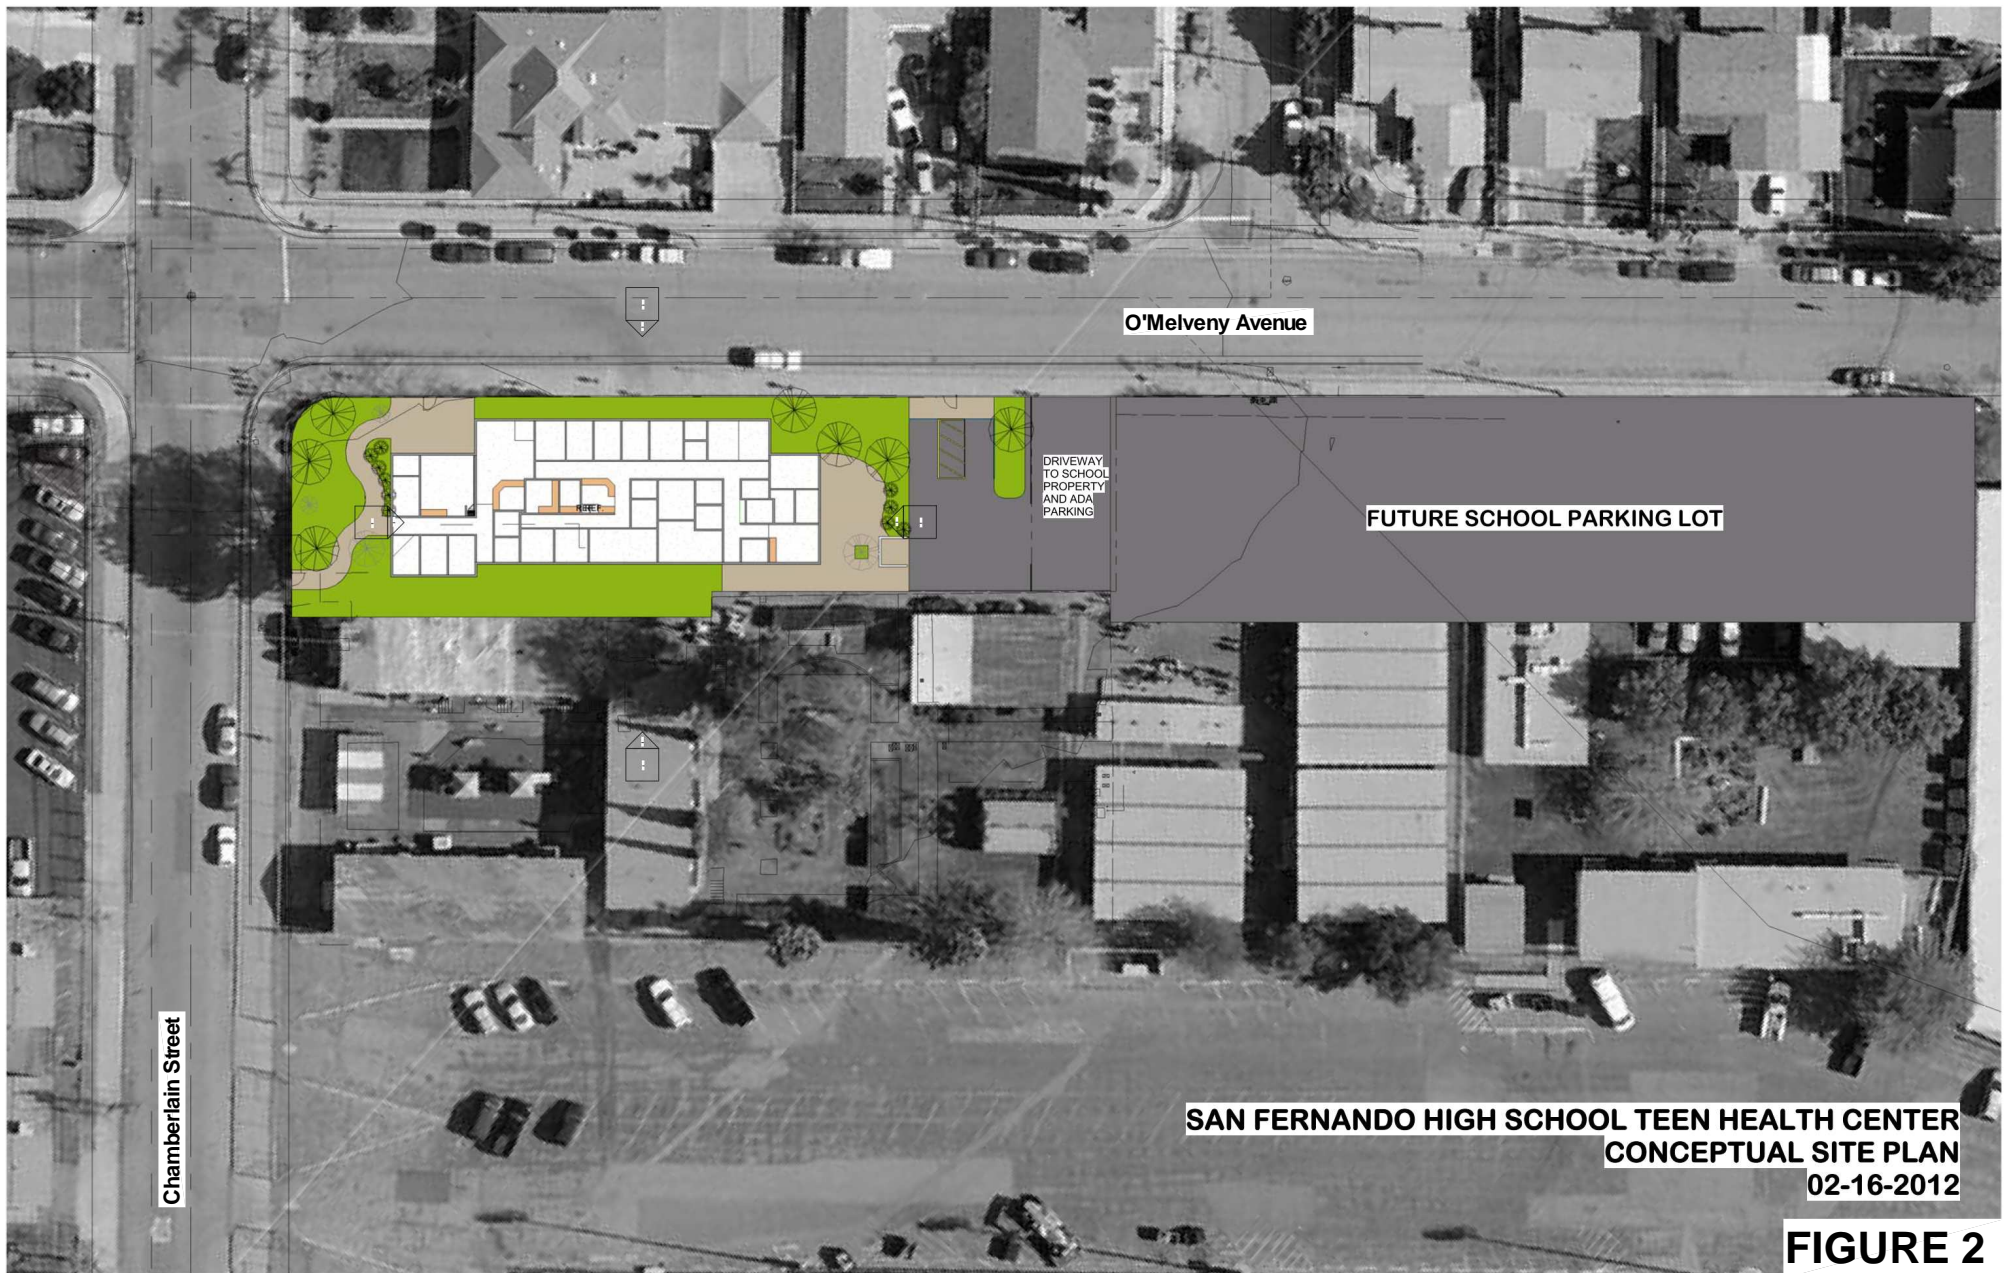 O'Melveny Avenue
DRIVEWAY
TO SCHOOL
PROPERTY
AND ADA
PARKING
FUTURE SCHOOL PARKING LOT
Chamberlain Street
SAN FERNANDO HIGH SCHOOL TEEN HEALTH CENTER
CONCEPTUAL SITE PLAN
02-16-2012
FIGURE 2